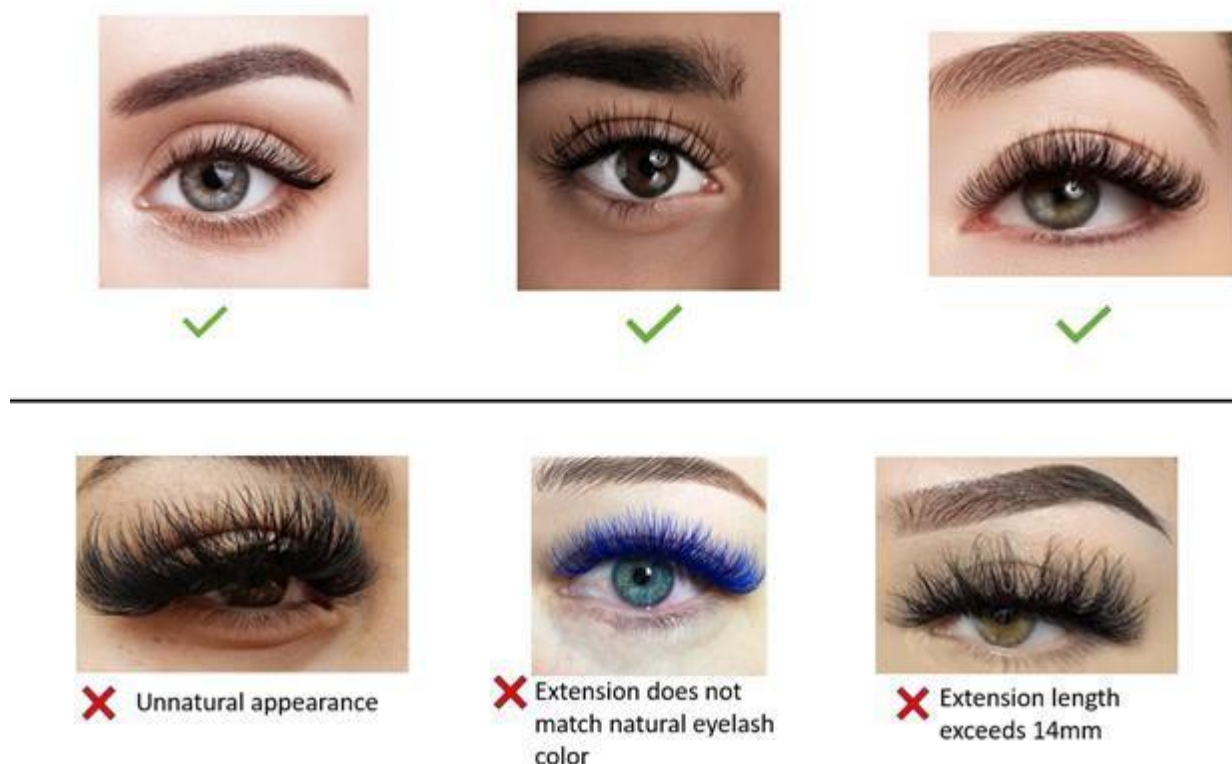 Unnatural appearance
Extension does not
match natural eyelash
color
Extension length
exceeds 14mm